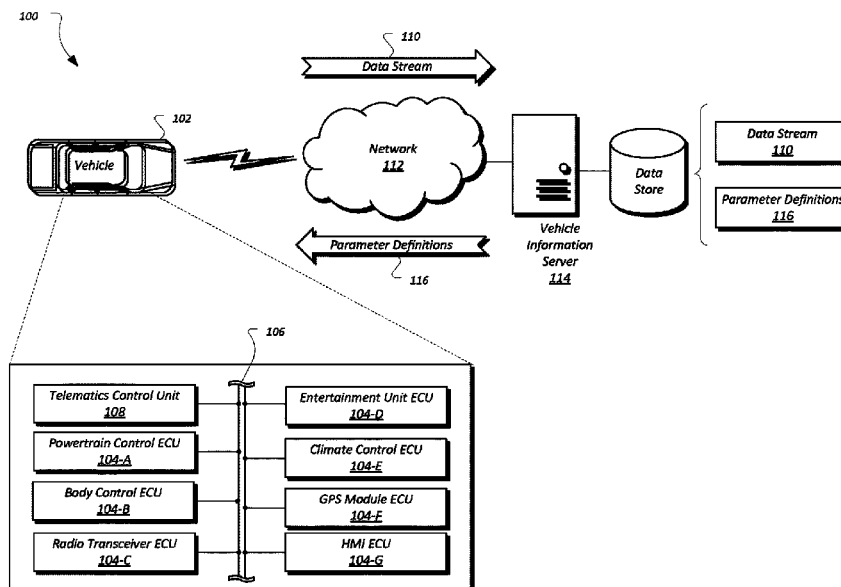 100
110
Data Stream
102
Vehicle
Network
112
Data Store
Data Stream
110
Parameter Definitions
116
Parameter Definitions
116
Vehicle
Information
Server
114
106
Telematics Control Unit
108
Entertainment Unit ECU
104-D
Powertrain Control ECU
104-A
Climate Control ECU
104-E
Body Control ECU
104-B
GPS Module ECU
104-F
Radio Transceiver ECU
104-C
HMI ECU
104-G